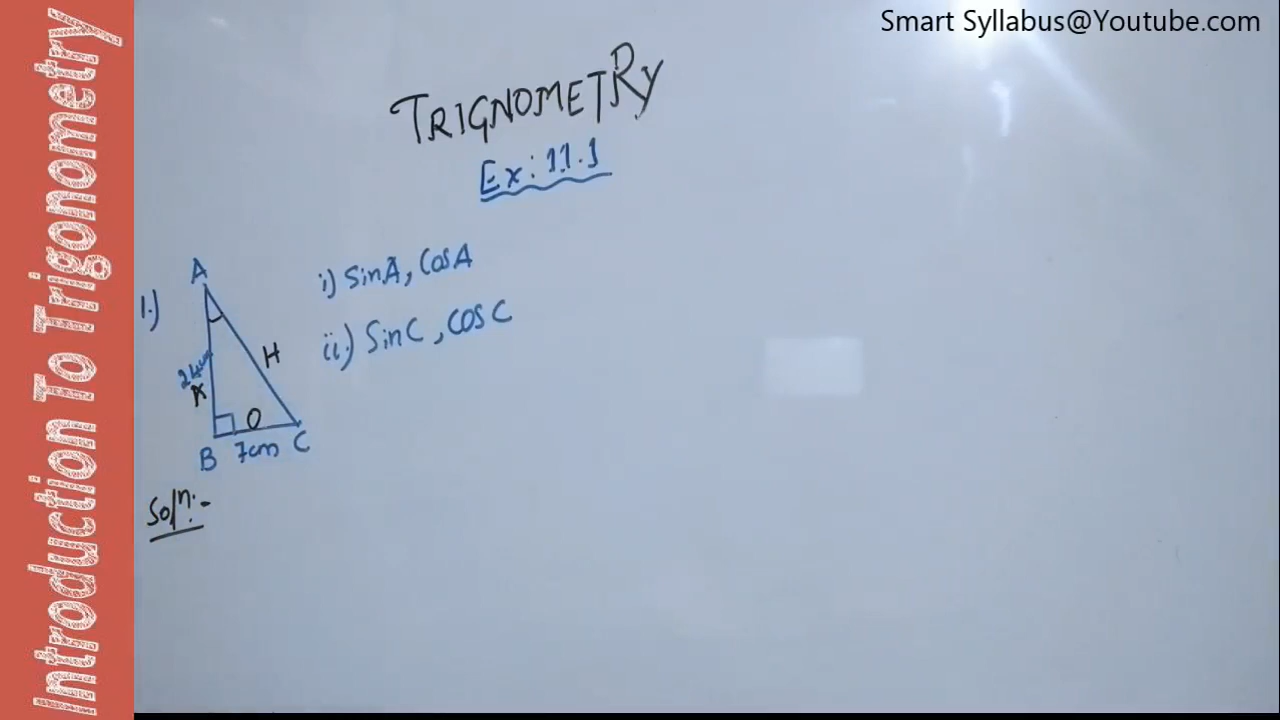 Smart Syllabus@Youtube.com
Introduction To Trigonometry
TRIGNOMETRY
Ex: 11.1
1.)
A
i) SinA, CosA
ii.) SinC, COSC
H
24cm
A
O
B 7cm C
Soln:-